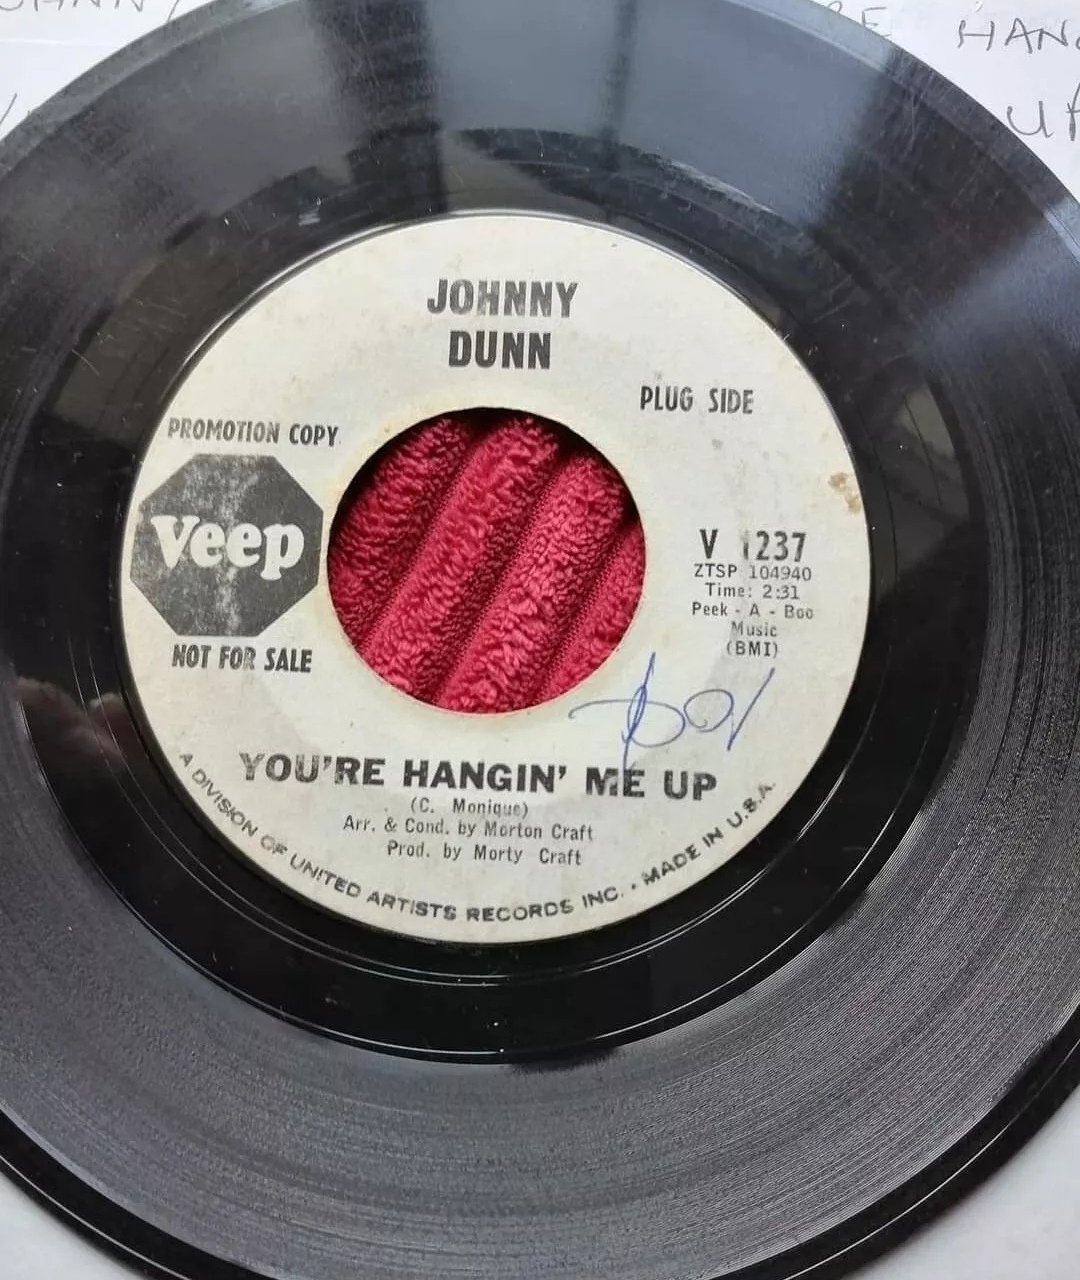 HAN
JOHNNY
DUNN
PLUG SIDE
PROMOTION COPY
Veep
NOT FOR SALE
V 1237
ZTSP 104940
Time: 2:31
Peek - A - Boo
Music
(BMI)
YOU'RE HANGIN' ME UP
(C. Monique)
Arr. & Cond. by Morton Craft
Prod. by Morty Craft
A DIVISION OF UNITED ARTISTS RECORDS INC. • MADE IN U.S.A.